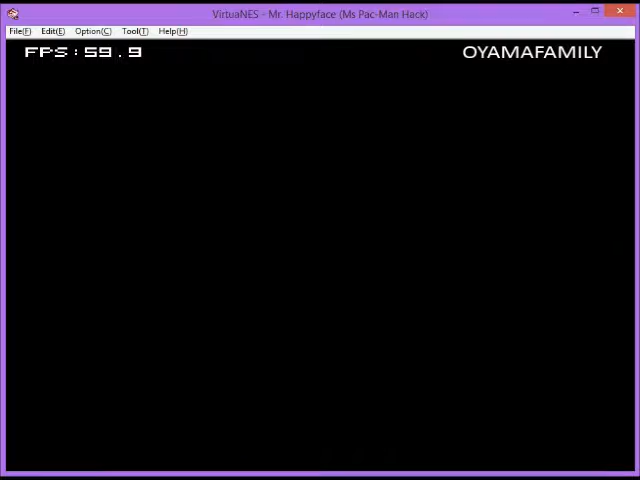 VirtuaNES - Mr. Happyface (Ms Pac-Man Hack)
File(F) Edit(E) Option(C) Tool(T) Help(H)
FPS:59.9 OYAMAFAMILY